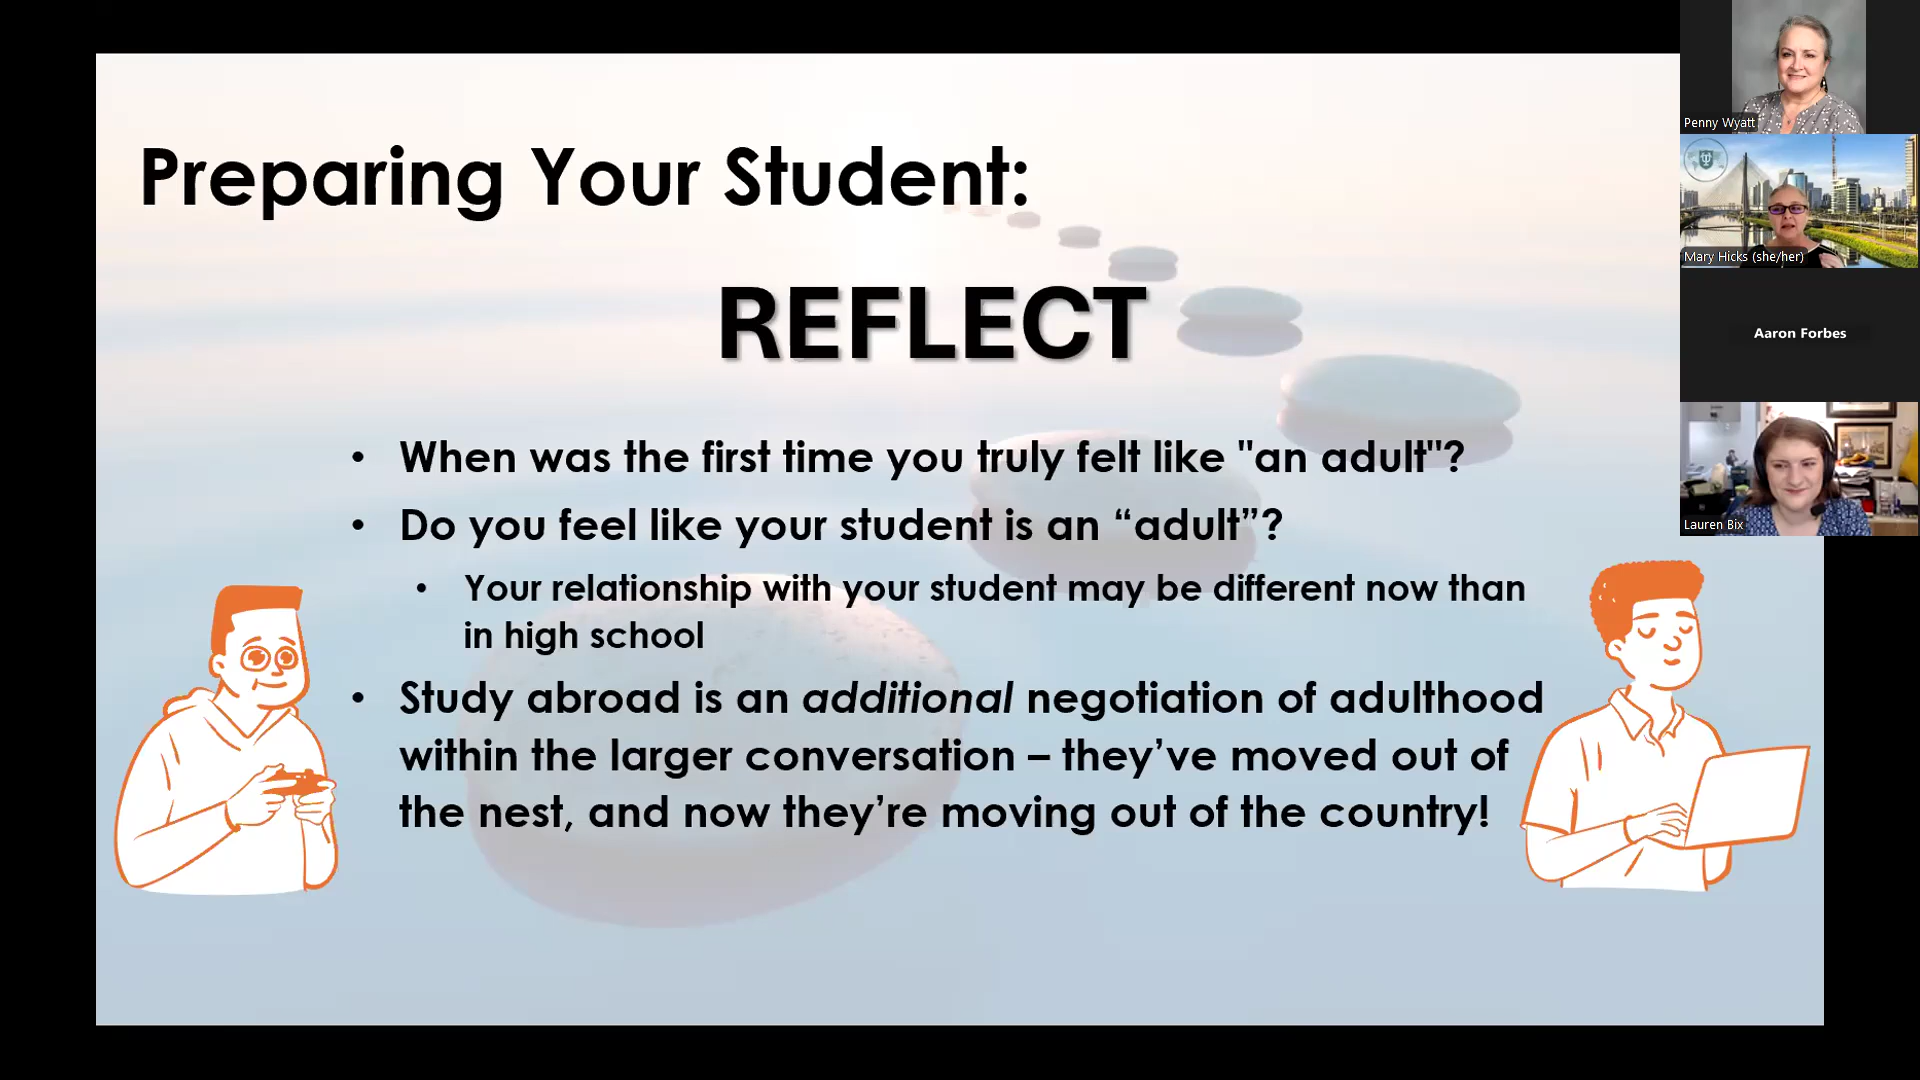 Preparing Your Student:
REFLECT
• When was the first time you truly felt like "an adult"?
• Do you feel like your student is an “adult”?
• Your relationship with your student may be different now than
in high school
• Study abroad is an additional negotiation of adulthood
within the larger conversation – they’ve moved out of
the nest, and now they’re moving out of the country!
Penny Wyatt
Mary Hicks (she/her)
Aaron Forbes
Lauren Bix